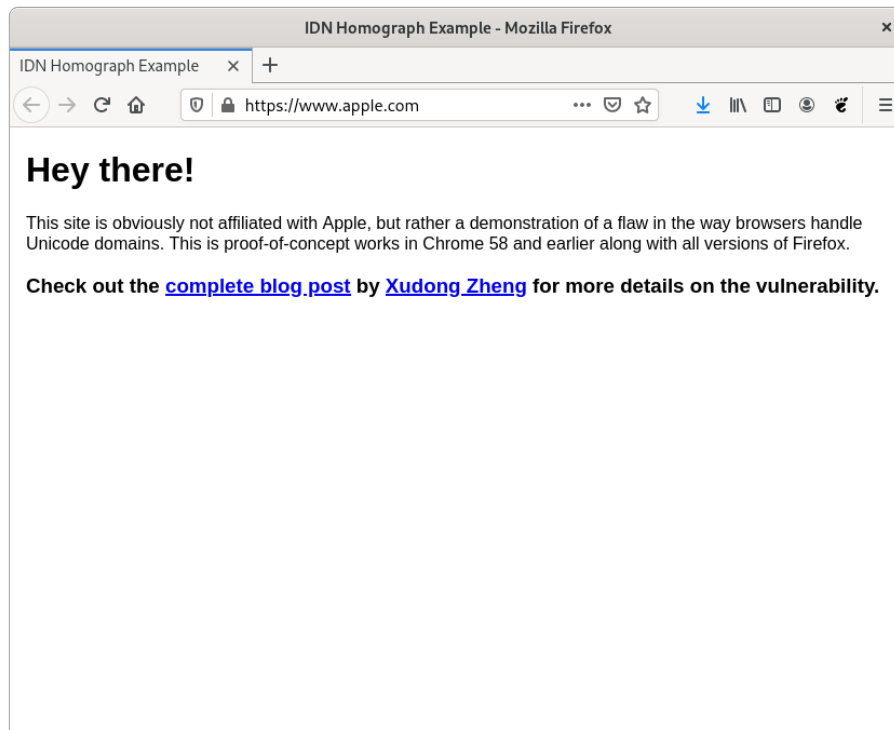 IDN Homograph Example - Mozilla Firefox
IDN Homograph Example
https://www.apple.com
Hey there!
This site is obviously not affiliated with Apple, but rather a demonstration of a flaw in the way browsers handle
Unicode domains. This is proof-of-concept works in Chrome 58 and earlier along with all versions of Firefox.
Check out the complete blog post by Xudong Zheng for more details on the vulnerability.